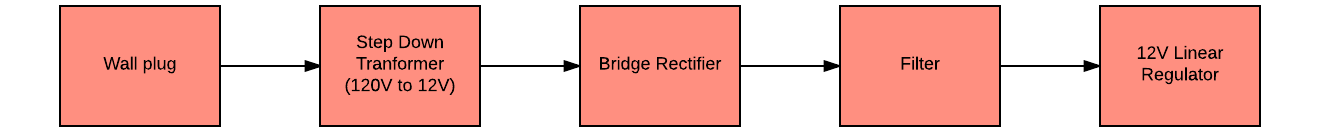 Wall plug
Step Down
Tranformer
(120V to 12V)
Bridge Rectifier
Filter
12V Linear
Regulator